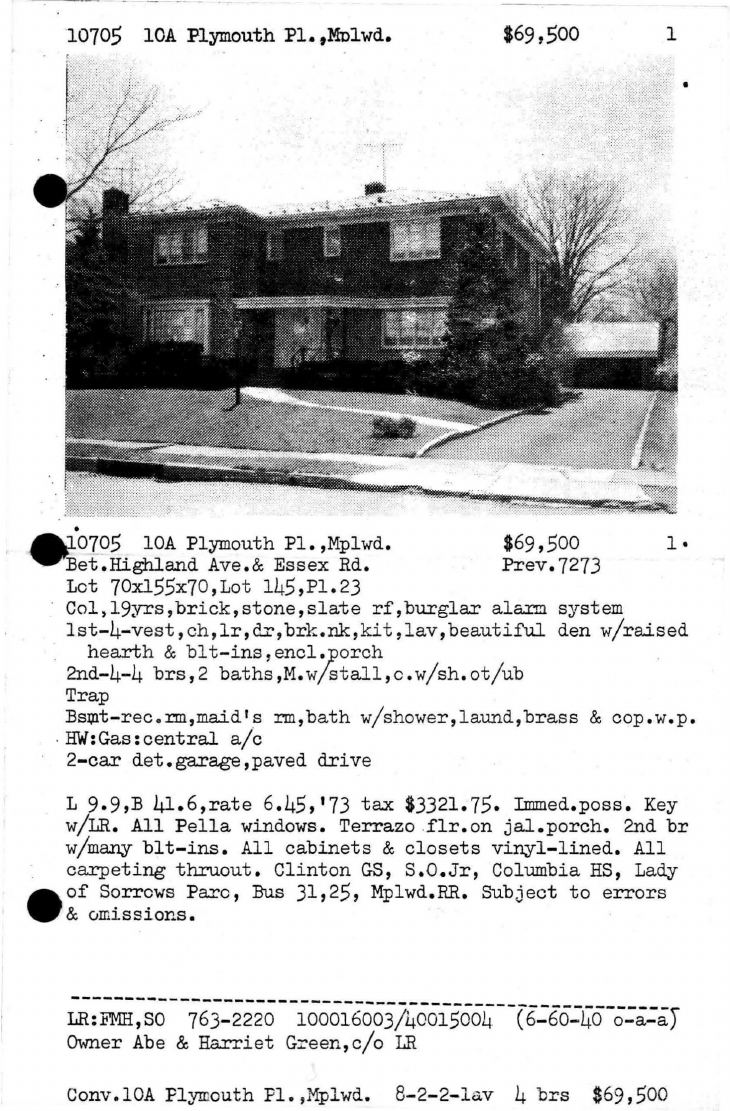 10705 10A Plymouth Pl.,Mplwd. $69,500 1
10705 10A Plymouth Pl.,Mplwd. $69,500 1.
Bet.Highland Ave.& Essex Rd. Prev.7273
Lot 70x155x70,Lot 145,Pl.23
Col,19yrs,brick,stone,slate rf,burglar alarm system
1st-4-vest,ch,lr,dr,brk.nk,kit,lav,beautiful den w/raised
hearth & blt-ins,encl.porch
2nd-4-4 brs,2 baths,M.w/stall,c.w/sh.ot/ub
Trap
Bsmt-rec.rm,maid's rm,bath w/shower,laund,brass & cop.w.p.
HW:Gas:central a/c
2-car det.garage,paved drive
L 9.9,B 41.6,rate 6.45,'73 tax $3321.75. Immed.poss. Key
w/LR. All Pella windows. Terrazo flr.on jal.porch. 2nd br
w/many blt-ins. All cabinets & closets vinyl-lined. All
carpeting thruout. Clinton GS, S.O.Jr, Columbia HS, Lady
of Sorrows Paro, Bus 31,25, Mplwd.RR. Subject to errors
& omissions.
LR:FMH,SO 763-2220 100016003/40015004 (6-60-40 o-a-a)
Owner Abe & Harriet Green,c/o LR
Conv.10A Plymouth Pl.,Mplwd. 8-2-2-lav 4 brs $69,500